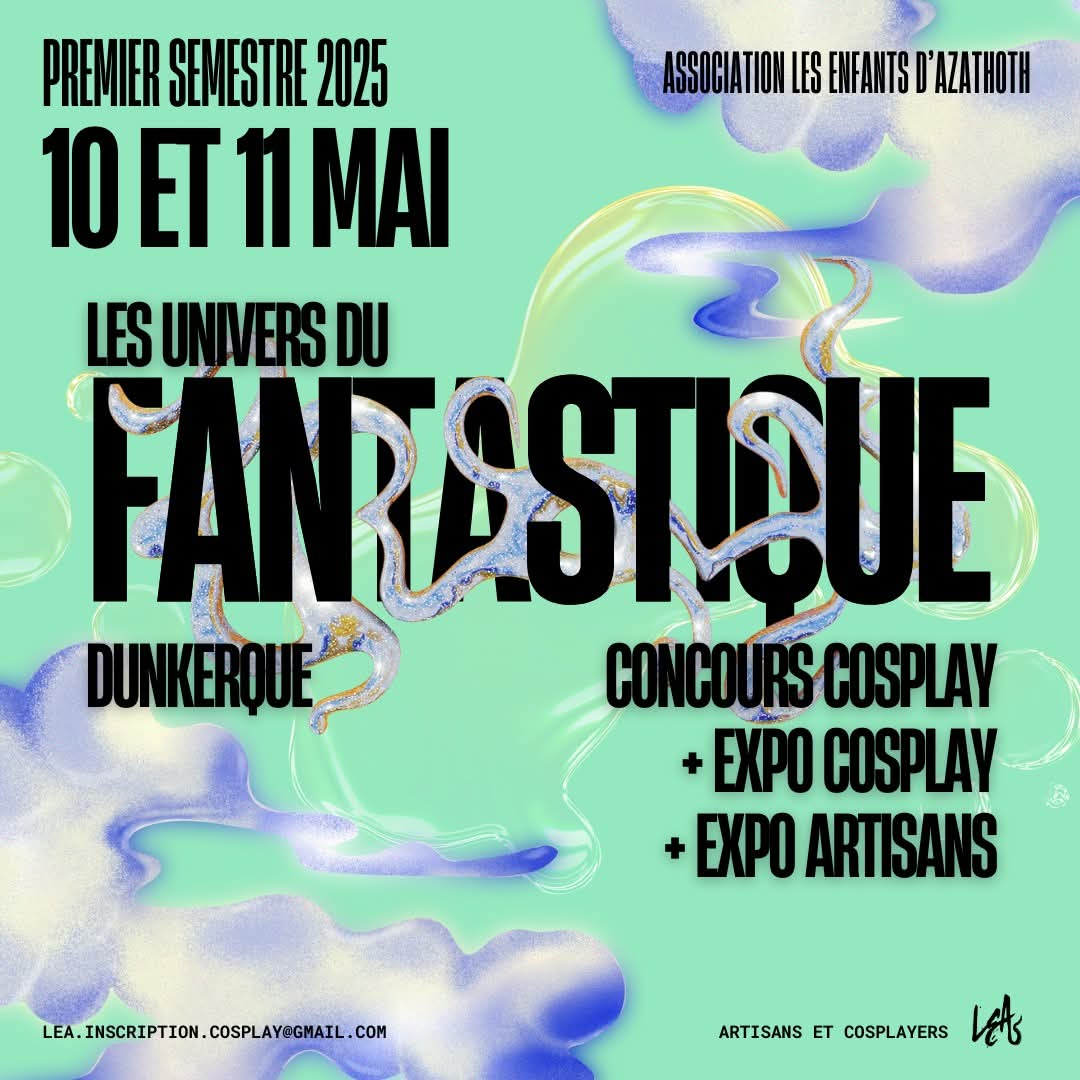 PREMIER SEMESTRE 2025
ASSOCIATION LES ENFANTS D'AZATHOTH
10 ET 11 MAI
LES UNIVERS DU
FANTASTIQUE
DUNKERQUE
CONCOURS COSPLAY
+ EXPO COSPLAY
+ EXPO ARTISANS
LEA.INSCRIPTION.COSPLAY@GMAIL.COM
ARTISANS ET COSPLAYERS